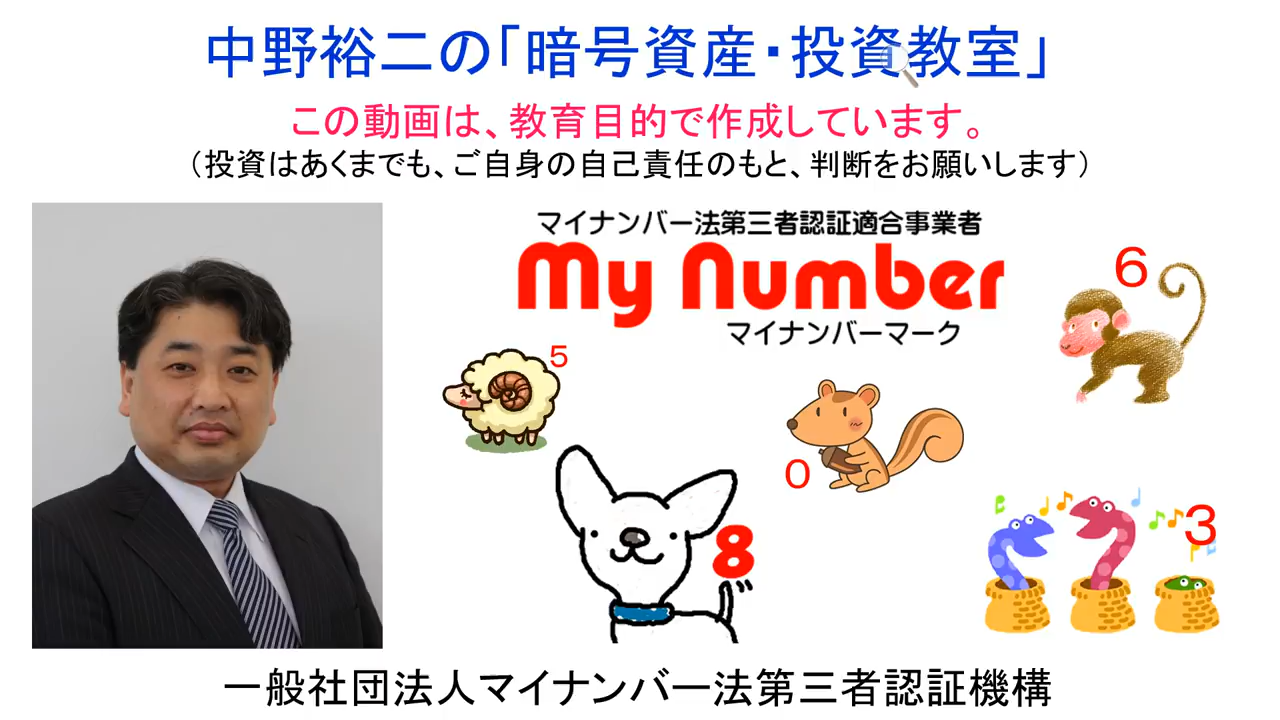 中野裕二の「暗号資産・投資教室」
この動画は、教育目的で作成しています。
（投資はあくまでも、ご自身の自己責任のもと、判断をお願いします）
マイナンバー法第三者認証適合事業者
My Number
マイナンバーマーク
6
5
0
8
3
一般社団法人マイナンバー法第三者認証機構